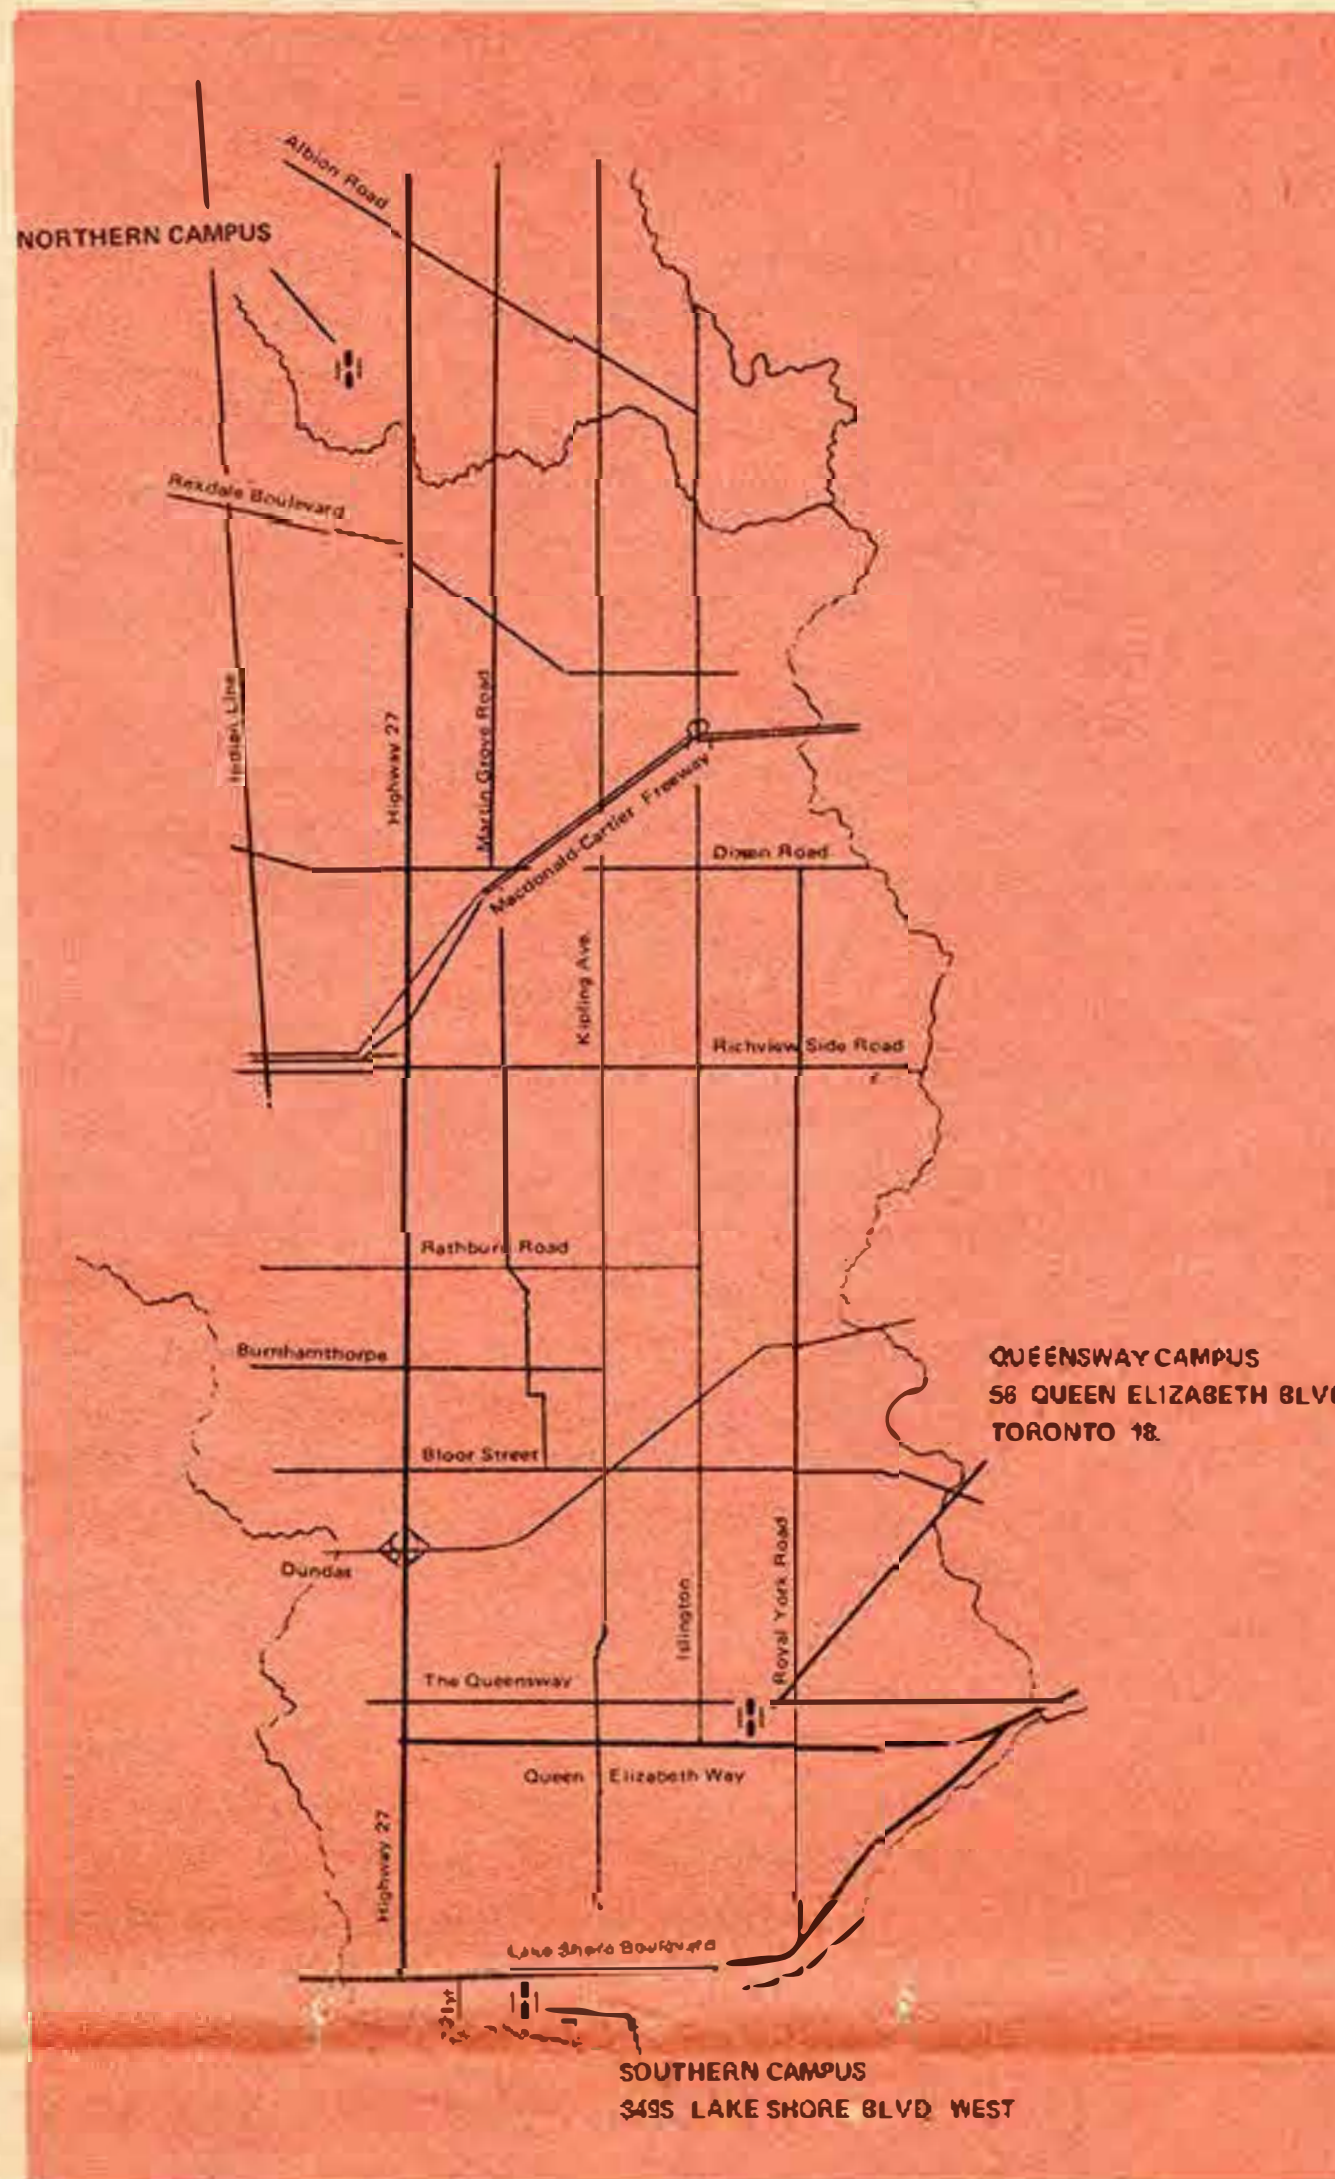 Albion Road
NORTHERN CAMPUS
Rexdale Boulevard
Indian Line
Highway 27
Martin Grove Road
Macdonald-Cartier Freeway
Dixon Road
Kipling Ave.
Richview Side Road
Rathburn Road
Burnhamthorpe
Bloor Street
Dundas
QUEENSWAY CAMPUS
56 QUEEN ELIZABETH BLVD
TORONTO 18.
Islington
Royal York Road
The Queensway
Queen Elizabeth Way
Highway 27
Lake Shore Boulevard
SOUTHERN CAMPUS
3495 LAKE SHORE BLVD WEST